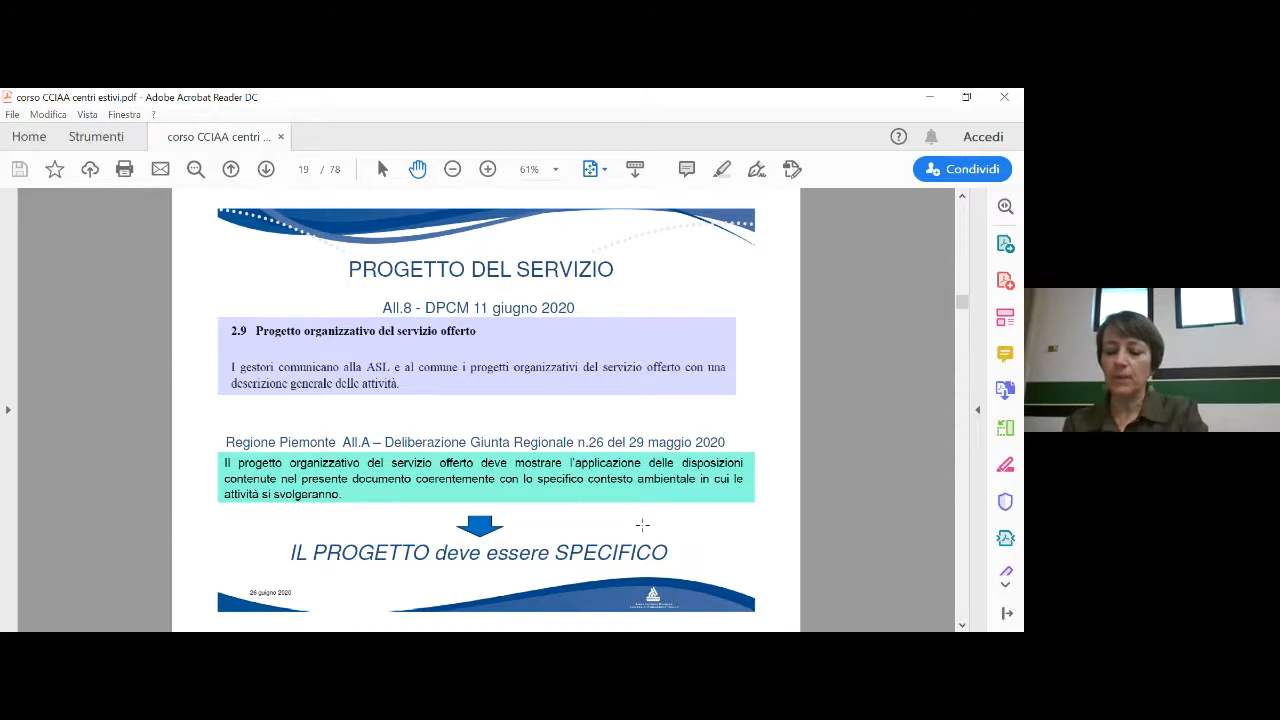 corso CCIAA centri estivi.pdf - Adobe Acrobat Reader DC
File Modifica Vista Finestra ?
Home Strumenti corso CCIAA centri ... × Accedi
19 / 78 61% Condividi
PROGETTO DEL SERVIZIO
All.8 - DPCM 11 giugno 2020
2.9 Progetto organizzativo del servizio offerto
I gestori comunicano alla ASL e al comune i progetti organizzativi del servizio offerto con una
descrizione generale delle attività.
Regione Piemonte All.A – Deliberazione Giunta Regionale n.26 del 29 maggio 2020
Il progetto organizzativo del servizio offerto deve mostrare l'applicazione delle disposizioni
contenute nel presente documento coerentemente con lo specifico contesto ambientale in cui le
attività si svolgeranno.
IL PROGETTO deve essere SPECIFICO
26 guigno 2020